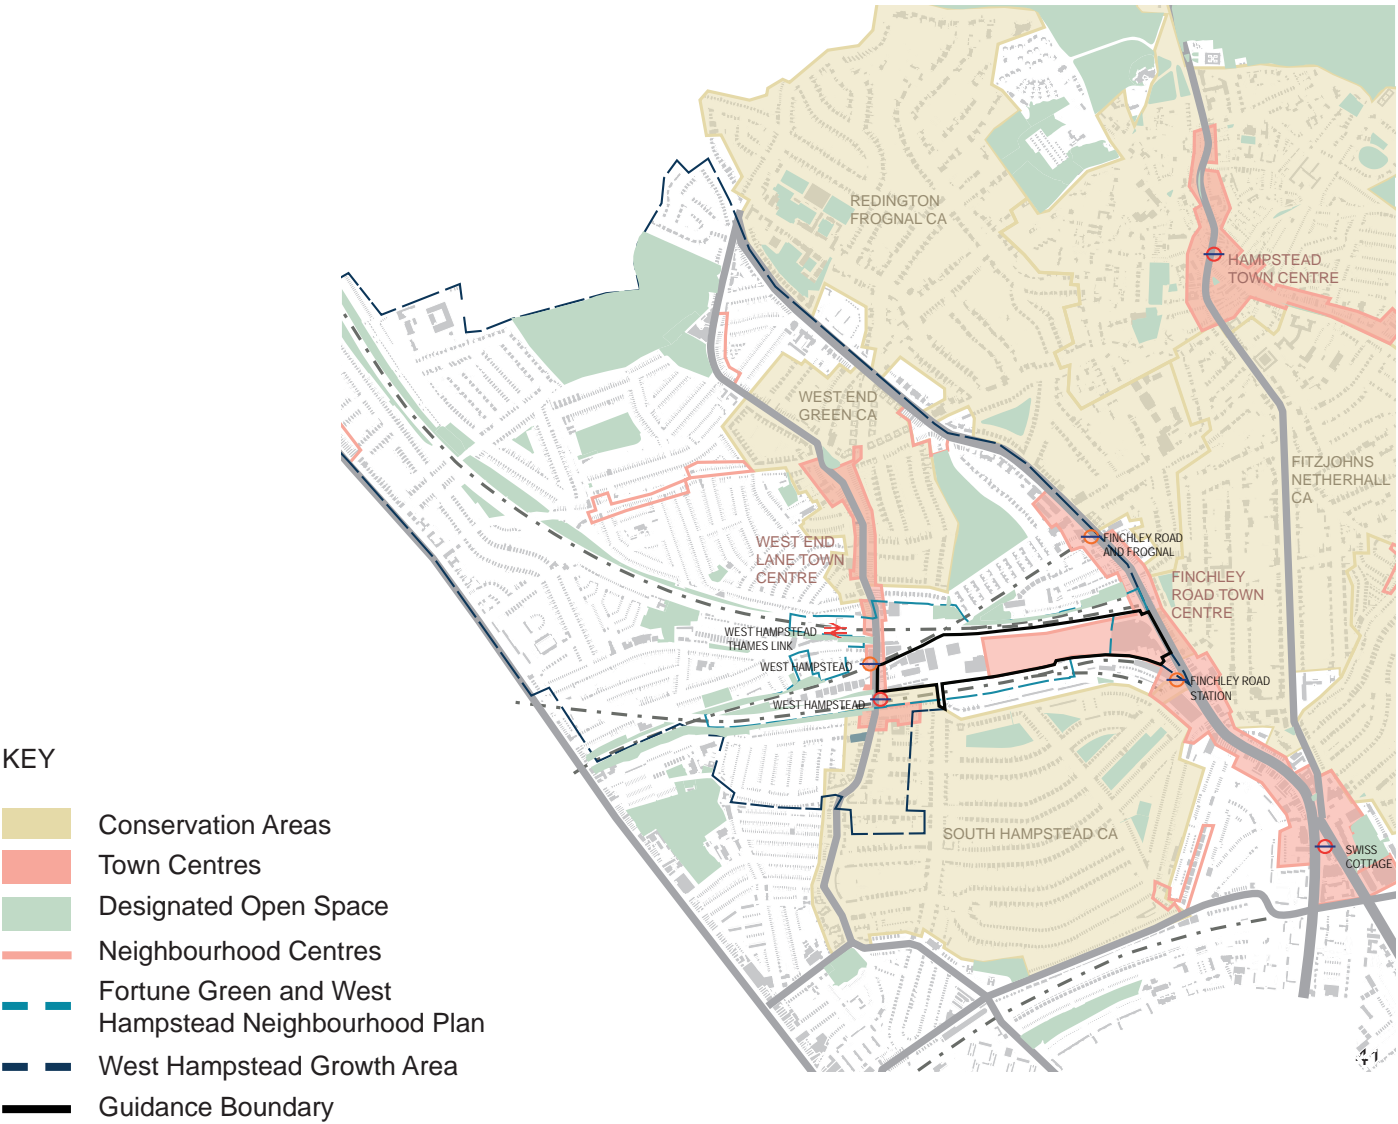 REDINGTON
FROGNAL CA
HAMPSTEAD
TOWN CENTRE
WEST END
GREEN CA
FITZJOHNS
NETHERHALL
CA
WEST END
LANE TOWN
CENTRE
FINCHLEY ROAD
AND FROGNAL
FINCHLEY
ROAD TOWN
CENTRE
WEST HAMPSTEAD
THAMES LINK
WEST HAMPSTEAD
FINCHLEY ROAD
STATION
WEST HAMPSTEAD
SOUTH HAMPSTEAD CA
SWISS
COTTAGE
KEY
Conservation Areas
Town Centres
Designated Open Space
Neighbourhood Centres
Fortune Green and West
Hampstead Neighbourhood Plan
West Hampstead Growth Area
Guidance Boundary
41